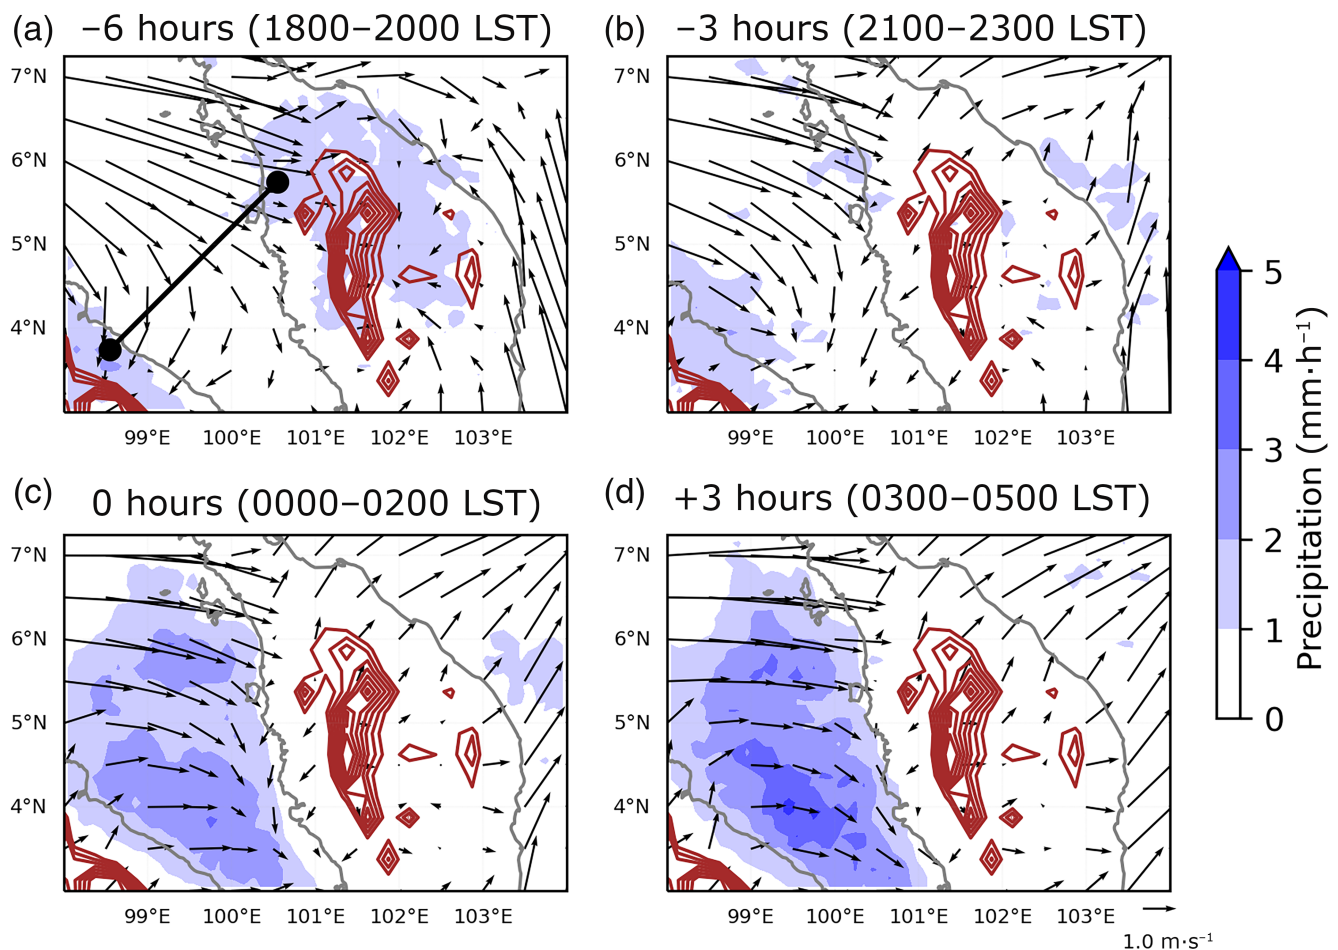 (a) –6 hours (1800–2000 LST)
(b) –3 hours (2100–2300 LST)
7°N
6°N
5°N
4°N
99°E 100°E 101°E 102°E 103°E
7°N
6°N
5°N
4°N
99°E 100°E 101°E 102°E 103°E
(c) 0 hours (0000–0200 LST)
(d) +3 hours (0300–0500 LST)
7°N
6°N
5°N
4°N
99°E 100°E 101°E 102°E 103°E
7°N
6°N
5°N
4°N
99°E 100°E 101°E 102°E 103°E
5
4
3
2
1
0
Precipitation (mm·h⁻¹)
1.0 m·s⁻¹